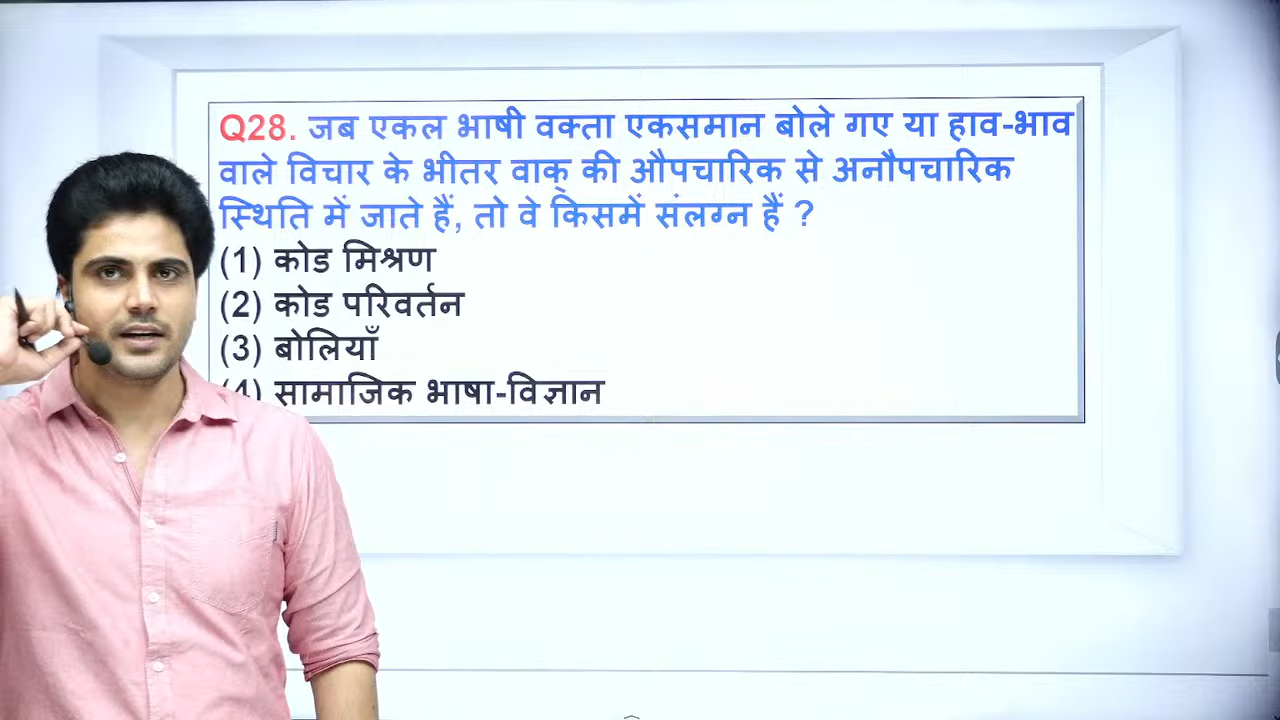 Q28. जब एकल भाषी वक्ता एकसमान बोले गए या हाव-भाव
वाले विचार के भीतर वाक् की औपचारिक से अनौपचारिक
स्थिति में जाते हैं, तो वे किसमें संलग्न हैं ?
(1) कोड मिश्रण
(2) कोड परिवर्तन
(3) बोलियाँ
(4) सामाजिक भाषा-विज्ञान